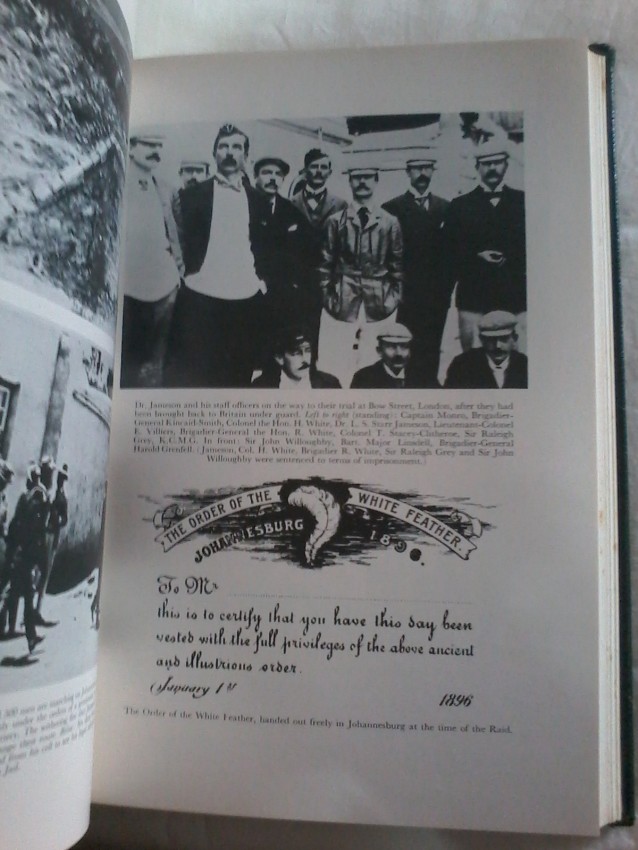 Dr. Jameson and his staff officers on the way to their trial at Bow Street, London, after they had
been brought back to Britain under guard. Left to right (standing): Captain Munro, Brigadier-
General Kincaid-Smith, Colonel the Hon. H. White, Dr. L. S. Starr Jameson, Lieutenant-Colonel
E. Villiers, Brigadier-General the Hon. R. White, Colonel T. Stacey-Clitheroe, Sir Raleigh
Grey, K.C.M.G. In front: Sir John Willoughby, Bart. Major Limeleil, Brigadier-General
Harold Grenfell. (Jameson, Col. H. White, Brigadier R. White, Sir Raleigh Grey and Sir John
Willoughby were sentenced to terms of imprisonment.)
THE ORDER OF THE WHITE FEATHER.
JOHANNESBURG 1896.
To Mr
this is to certify that you have this day been
vested with the full privileges of the above ancient
and illustrious order.
January 1st 1896
The Order of the White Feather, handed out freely in Johannesburg at the time of the Raid.